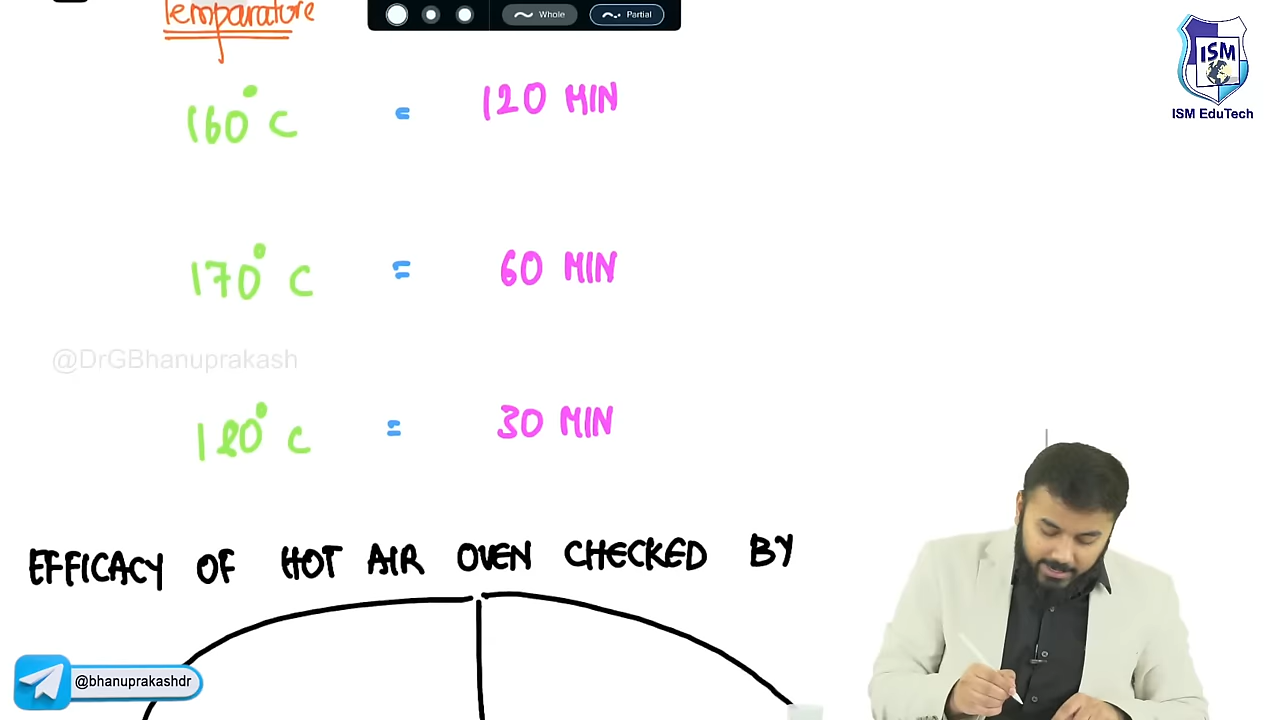 Temparature
Whole
Partial
ISM
ISM EduTech
160°C = 120 MIN
170°C = 60 MIN
@DrGBhanuprakash
180°C = 30 MIN
EFFICACY OF HOT AIR OVEN CHECKED BY
@bhanuprakashdr